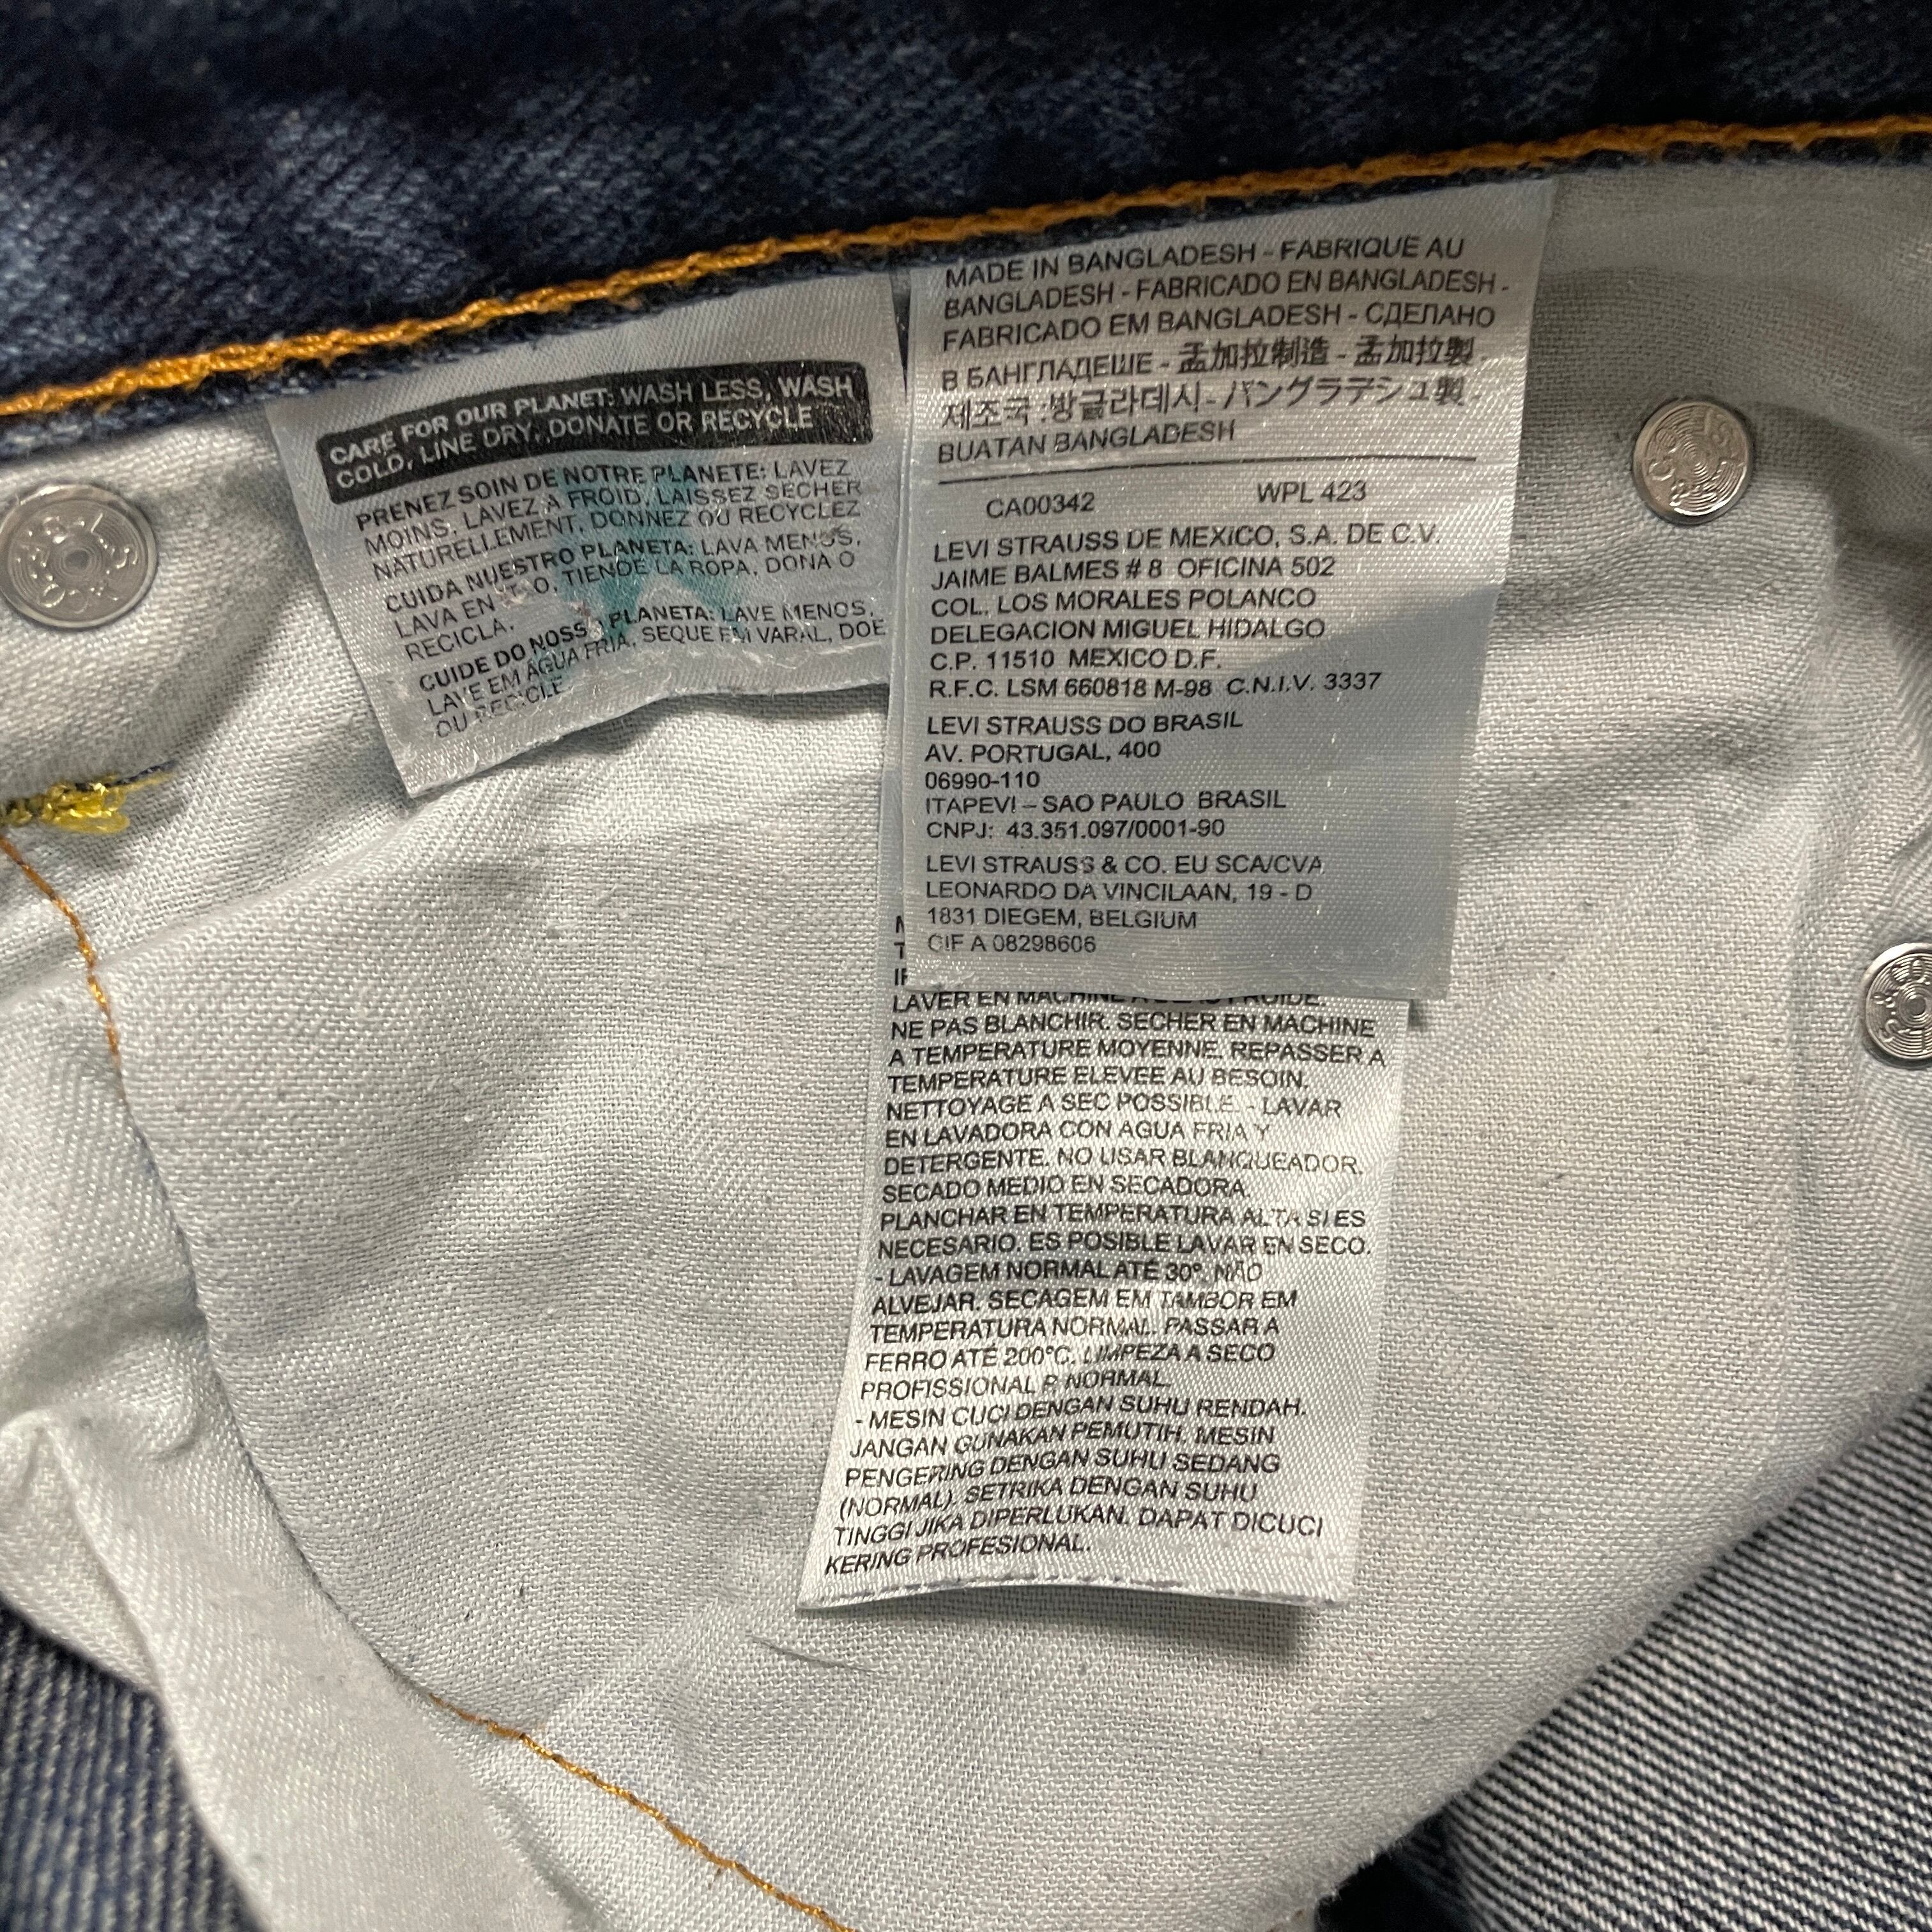 CARE FOR OUR PLANET: WASH LESS, WASH
COLD, LINE DRY, DONATE OR RECYCLE
PRENEZ SOIN DE NOTRE PLANETE: LAVEZ
MOINS, LAVEZ A FROID, LAISSEZ SECHER
NATURELLEMENT, DONNEZ OU RECYCLEZ
CUIDA NUESTRO PLANETA: LAVA MENOS,
LAVA EN TIENDE LA ROPA, DONA O
RECICLA.
CUIDE DO NOSSO PLANETA: LAVE MENOS,
LAVE EM AGUA FRIA, SEQUE EM VARAL, DOE
OU RECICLE
MADE IN BANGLADESH - FABRIQUE AU
BANGLADESH - FABRICADO EN BANGLADESH -
FABRICADO EM BANGLADESH - СДЕЛАНО
В БАНГЛАДЕШЕ - 孟加拉制造 - 孟加拉製 -
제조국 :방글라데시 - バングラデシュ製 -
BUATAN BANGLADESH
CA00342 WPL 423
LEVI STRAUSS DE MEXICO, S.A. DE C.V.
JAIME BALMES # 8 OFICINA 502
COL. LOS MORALES POLANCO
DELEGACION MIGUEL HIDALGO
C.P. 11510 MEXICO D.F.
R.F.C. LSM 660818 M-98 C.N.I.V. 3337
LEVI STRAUSS DO BRASIL
AV. PORTUGAL, 400
06990-110
ITAPEVI – SAO PAULO BRASIL
CNPJ: 43.351.097/0001-90
LEVI STRAUSS & CO. EU SCA/CVA
LEONARDO DA VINCILAAN, 19 - D
1831 DIEGEM, BELGIUM
CIF A 08298606
LAVER EN MACHINE A L'EAU FROIDE.
NE PAS BLANCHIR. SECHER EN MACHINE
A TEMPERATURE MOYENNE. REPASSER A
TEMPERATURE ELEVEE AU BESOIN.
NETTOYAGE A SEC POSSIBLE. - LAVAR
EN LAVADORA CON AGUA FRIA Y
DETERGENTE. NO USAR BLANQUEADOR.
SECADO MEDIO EN SECADORA.
PLANCHAR EN TEMPERATURA ALTA SI ES
NECESARIO. ES POSIBLE LAVAR EN SECO.
- LAVAGEM NORMAL ATÉ 30°. NÃO
ALVEJAR. SECAGEM EM TAMBOR EM
TEMPERATURA NORMAL. PASSAR A
FERRO ATÉ 200°C. LIMPEZA A SECO
PROFISSIONAL P NORMAL.
- MESIN CUCI DENGAN SUHU RENDAH.
JANGAN GUNAKAN PEMUTIH. MESIN
PENGERING DENGAN SUHU SEDANG
(NORMAL). SETRIKA DENGAN SUHU
TINGGI JIKA DIPERLUKAN. DAPAT DICUCI
KERING PROFESIONAL.